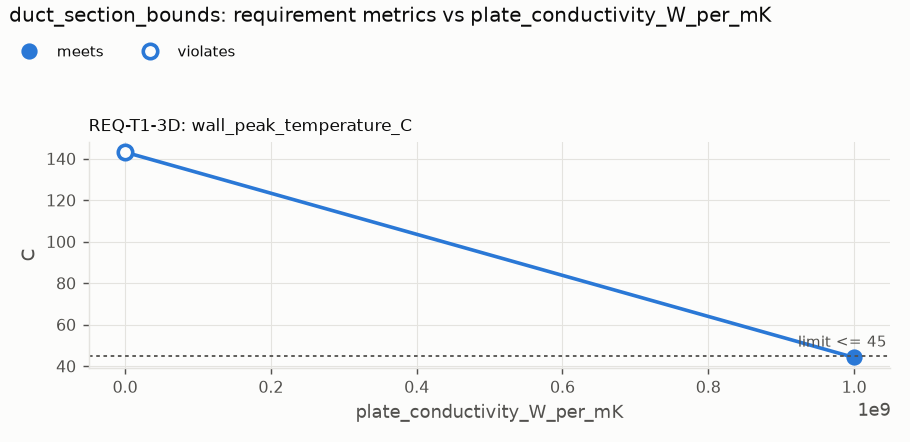 duct_section_bounds: requirement metrics vs plate_conductivity_W_per_mK
meets violates
REQ-T1-3D: wall_peak_temperature_C
140
120
100
80
60
40
C
limit <= 45
0.0 0.2 0.4 0.6 0.8 1.0
1e9
plate_conductivity_W_per_mK